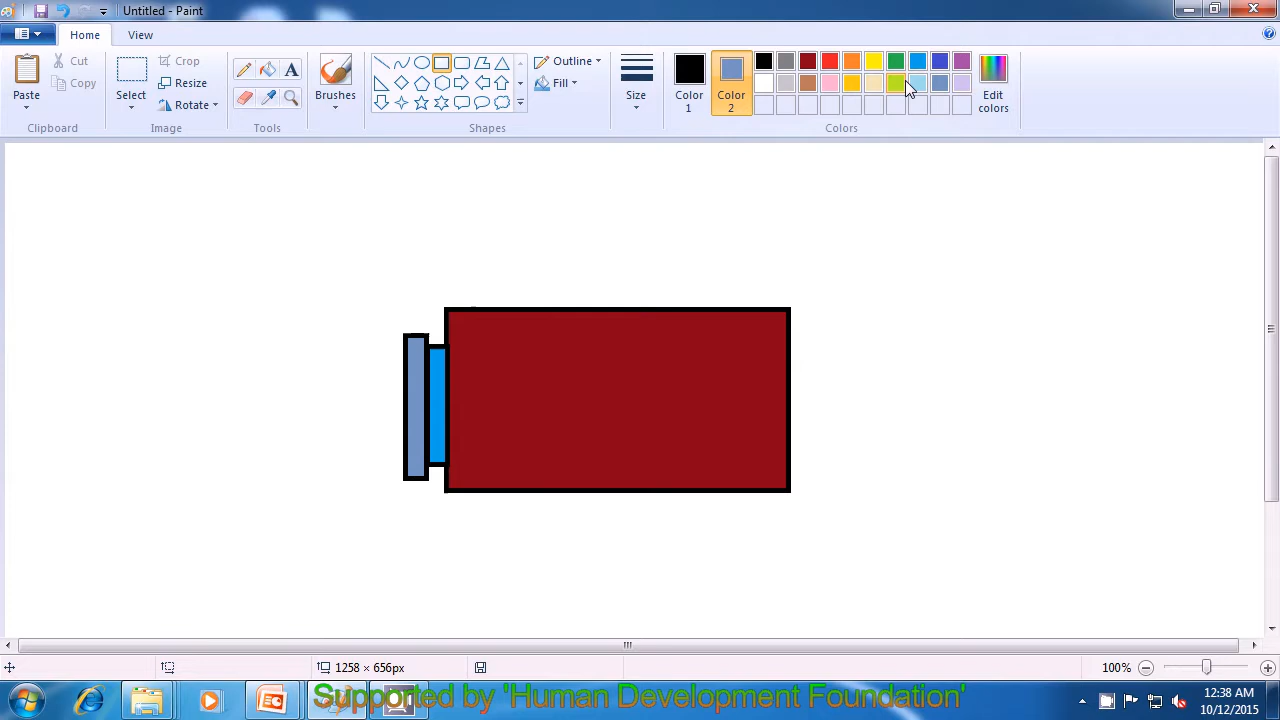 Untitled - Paint
Home View
Paste
Cut
Copy
Clipboard
Select
Crop
Resize
Rotate
Image
A
Tools
Brushes
Shapes
Outline
Fill
Size
Color 1
Color 2
Edit colors
Colors
1258 × 656px
100%
Supported by 'Human Development Foundation'
12:38 AM
10/12/2015